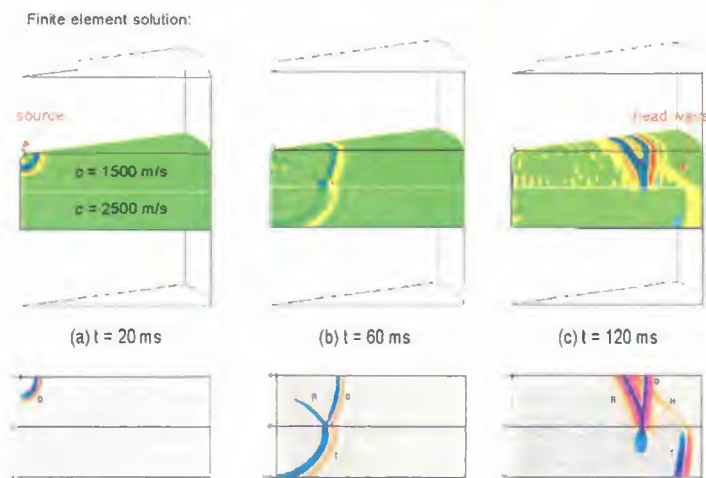 Finite element solution:
source
head wave
c = 1500 m/s
c = 2500 m/s
(a) t = 20 ms
(b) t = 60 ms
(c) t = 120 ms
D
R D
T
R D H
T